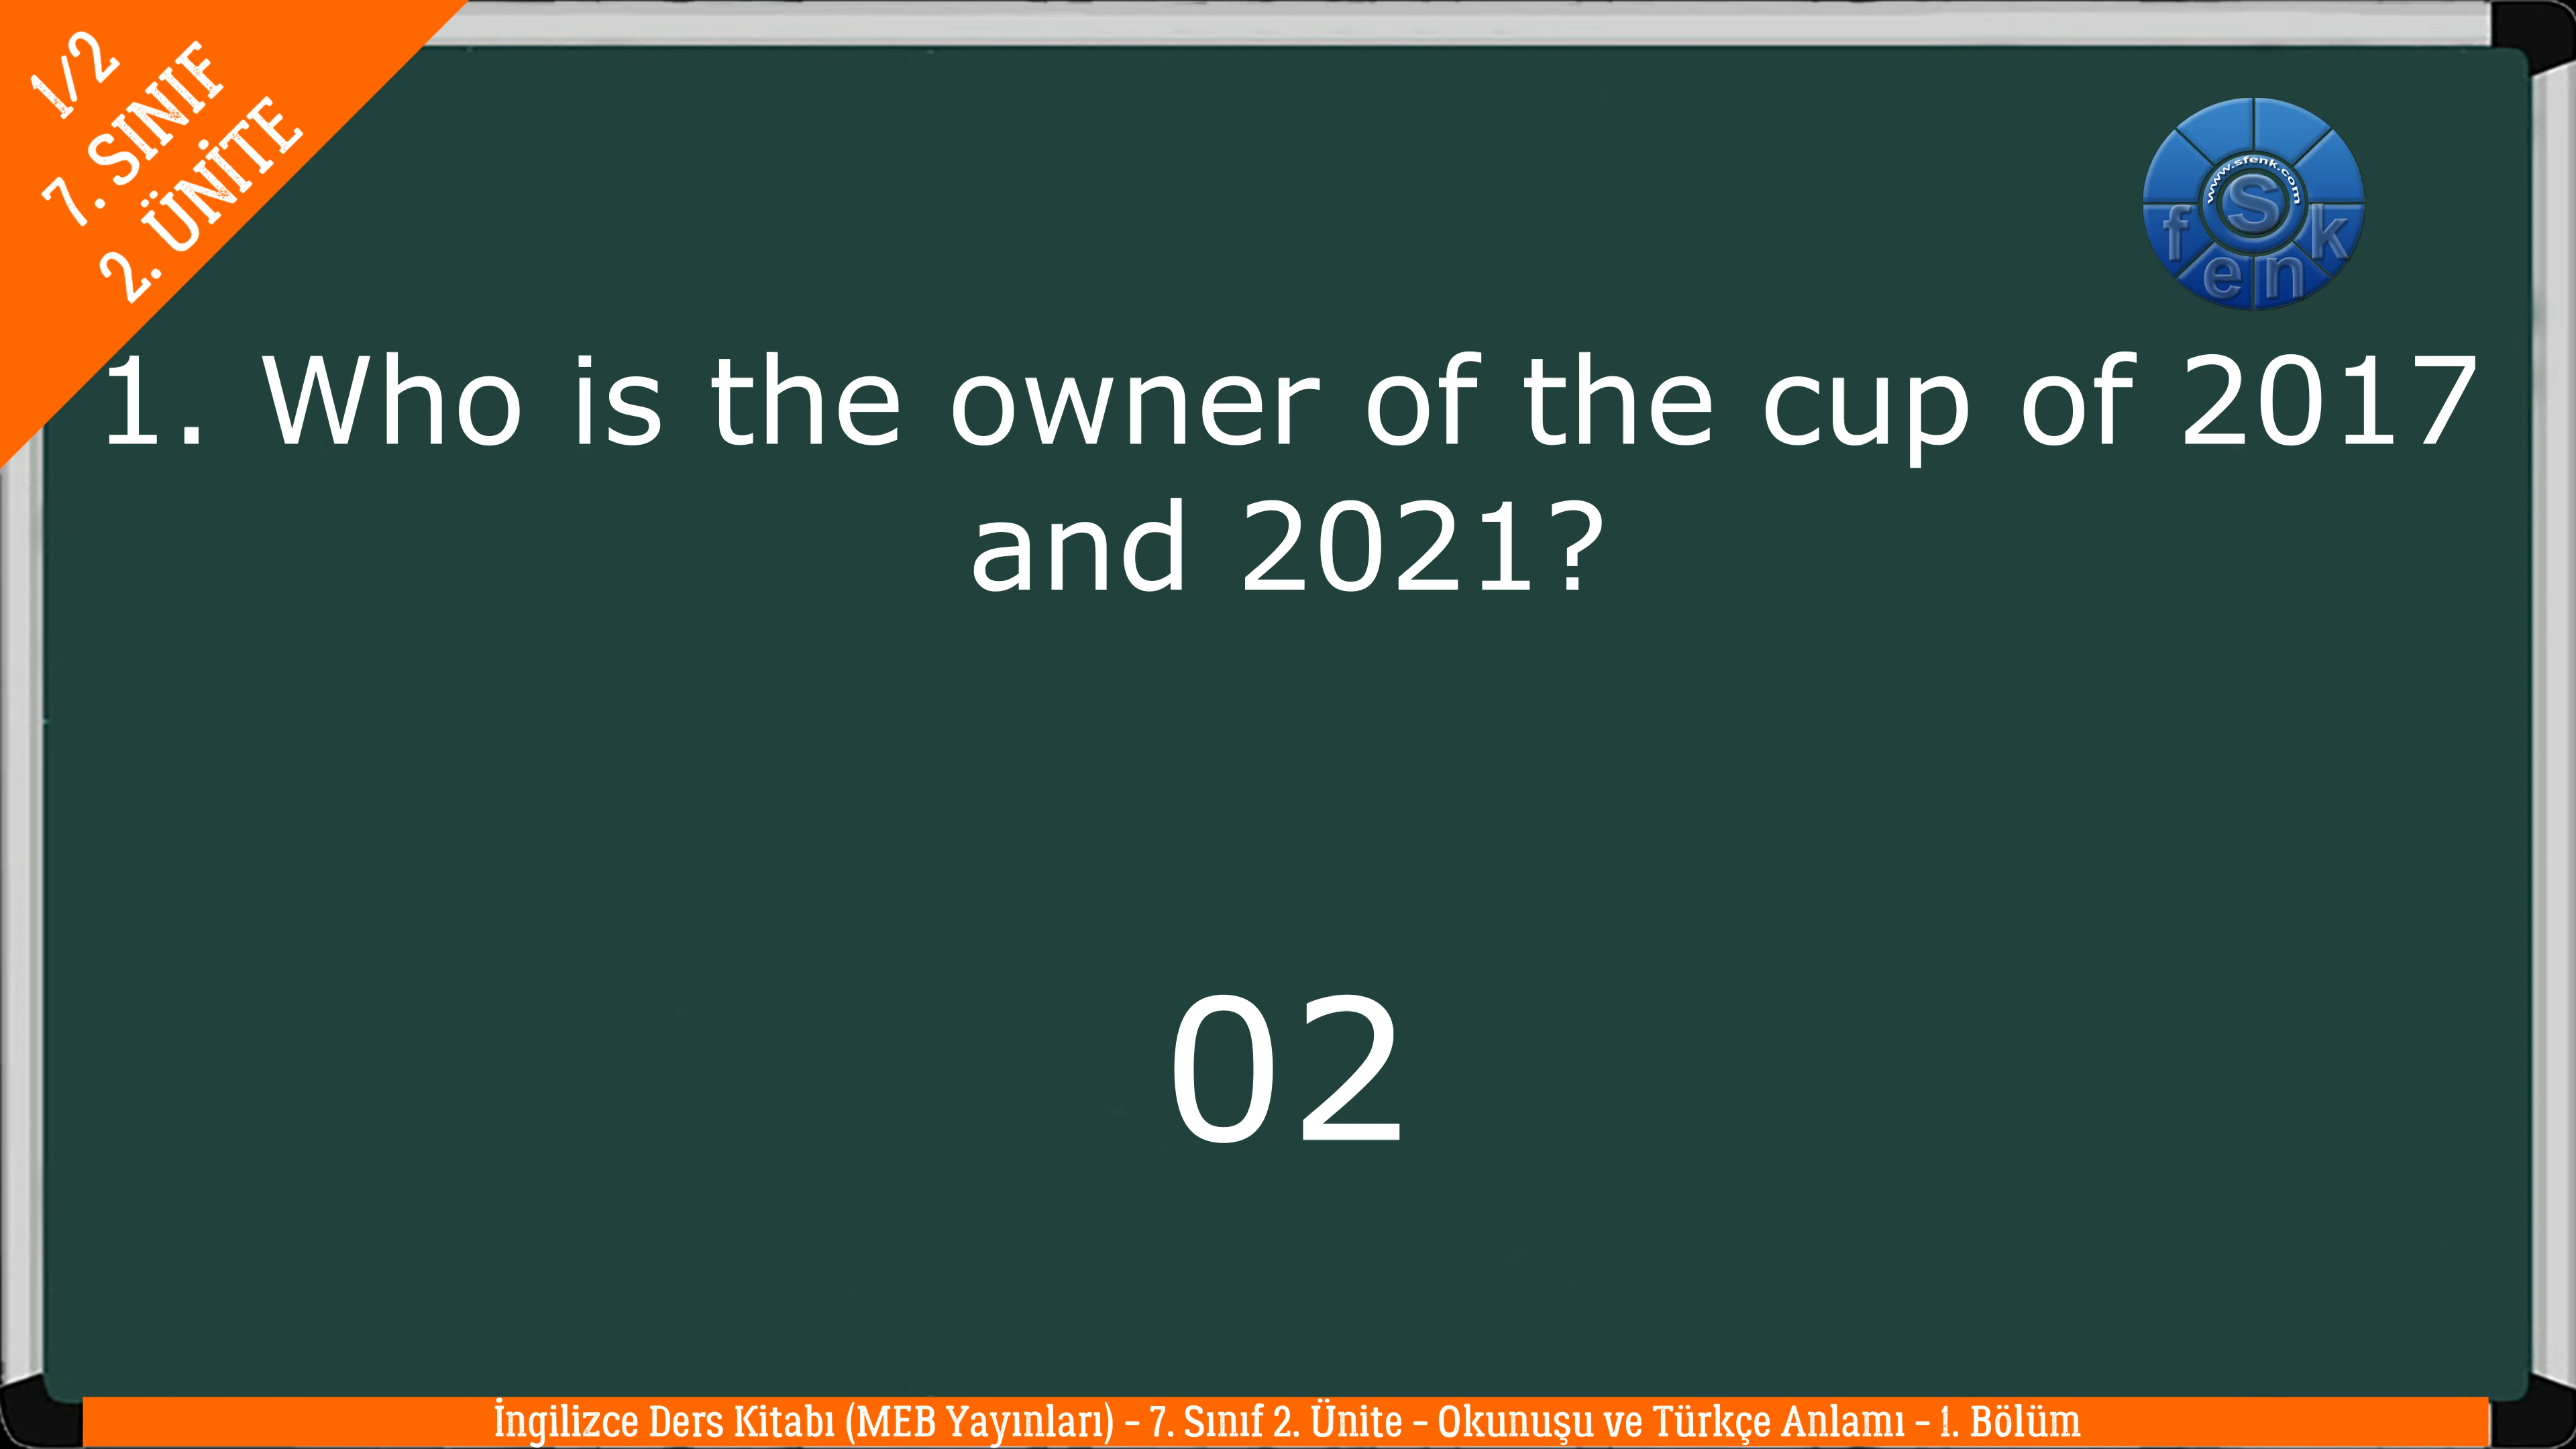 1/2
7. SINIF
2. ÜNİTE
www.sfenk.com
S
f e n k
1. Who is the owner of the cup of 2017
and 2021?
02
İngilizce Ders Kitabı (MEB Yayınları) – 7. Sınıf 2. Ünite – Okunuşu ve Türkçe Anlamı – 1. Bölüm